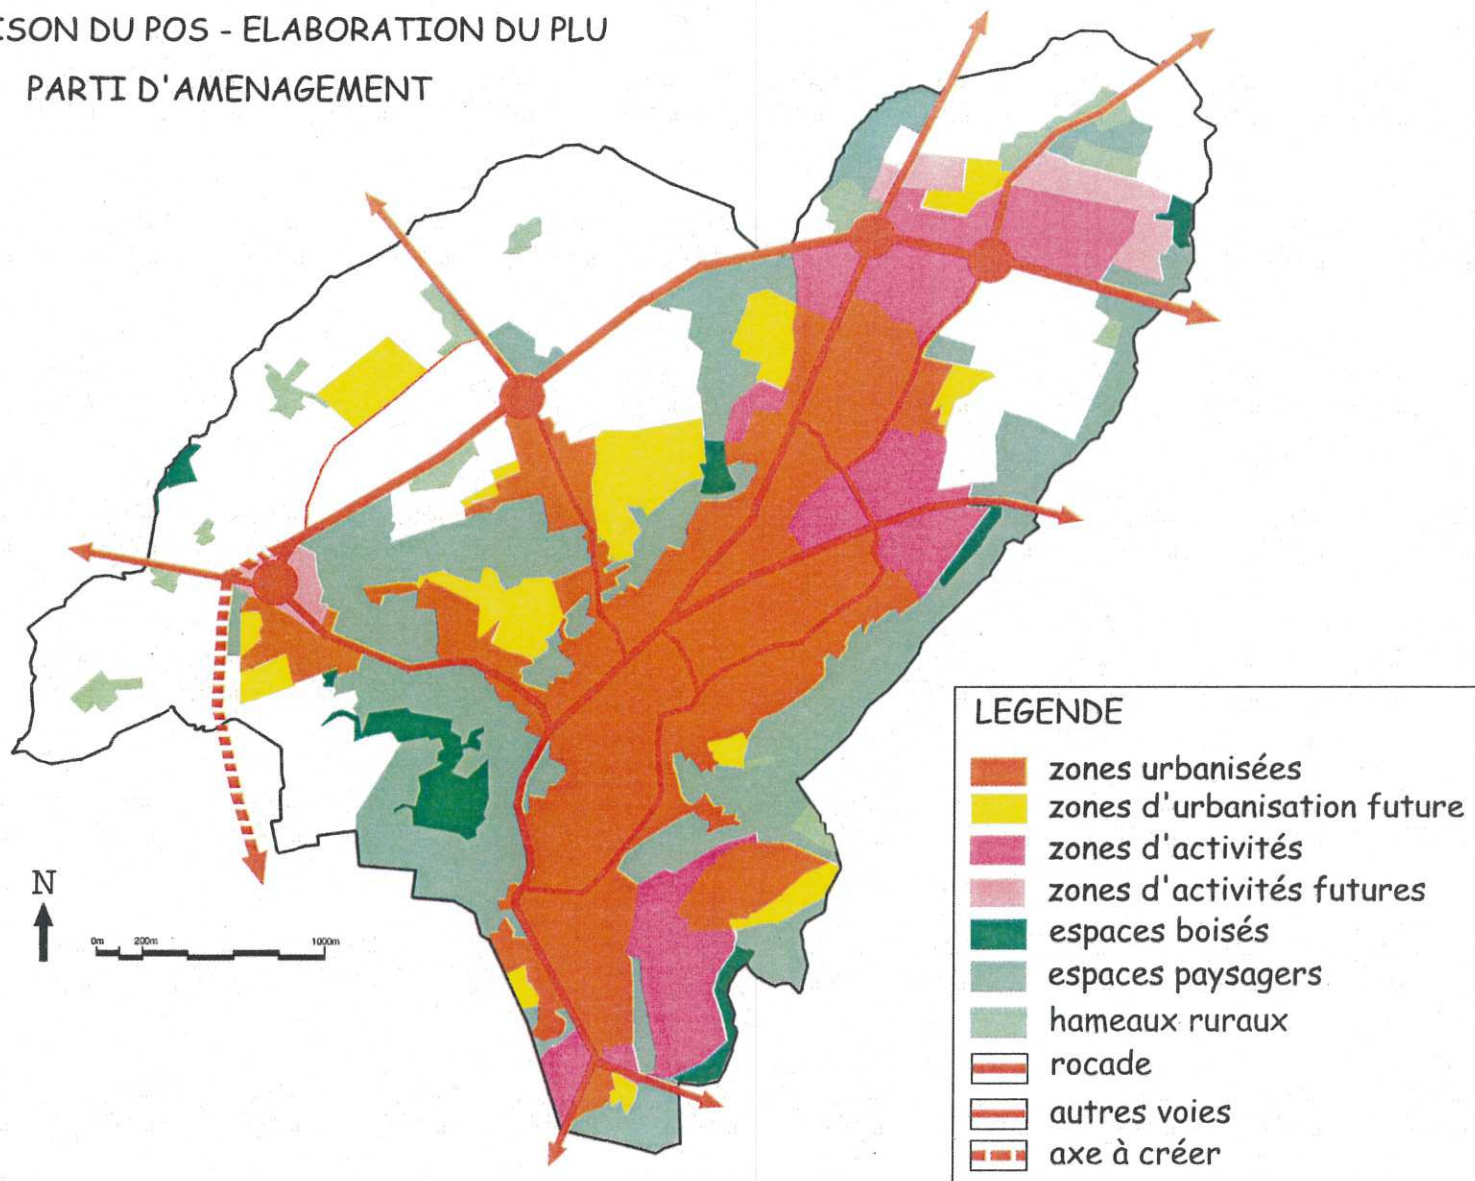 ISON DU POS - ELABORATION DU PLU
PARTI D'AMENAGEMENT
LEGENDE
zones urbanisées
zones d'urbanisation future
zones d'activités
zones d'activités futures
espaces boisés
espaces paysagers
hameaux ruraux
rocade
autres voies
axe à créer
N
0m 200m 1000m